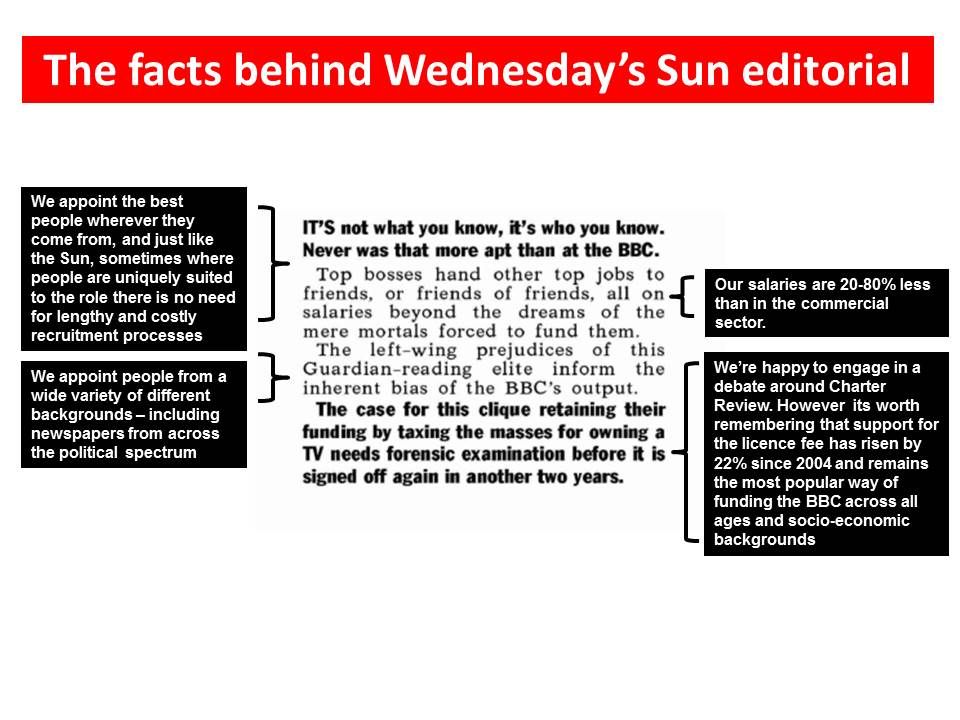 The facts behind Wednesday’s Sun editorial
We appoint the best
people wherever they
come from, and just like
the Sun, sometimes where
people are uniquely suited
to the role there is no need
for lengthy and costly
recruitment processes
We appoint people from a
wide variety of different
backgrounds – including
newspapers from across
the political spectrum
IT'S not what you know, it's who you know.
Never was that more apt than at the BBC.
Top bosses hand other top jobs to
friends, or friends of friends, all on
salaries beyond the dreams of the
mere mortals forced to fund them.
The left-wing prejudices of this
Guardian-reading elite inform the
inherent bias of the BBC's output.
The case for this clique retaining their
funding by taxing the masses for owning a
TV needs forensic examination before it is
signed off again in another two years.
Our salaries are 20-80% less
than in the commercial
sector.
We’re happy to engage in a
debate around Charter
Review. However its worth
remembering that support for
the licence fee has risen by
22% since 2004 and remains
the most popular way of
funding the BBC across all
ages and socio-economic
backgrounds